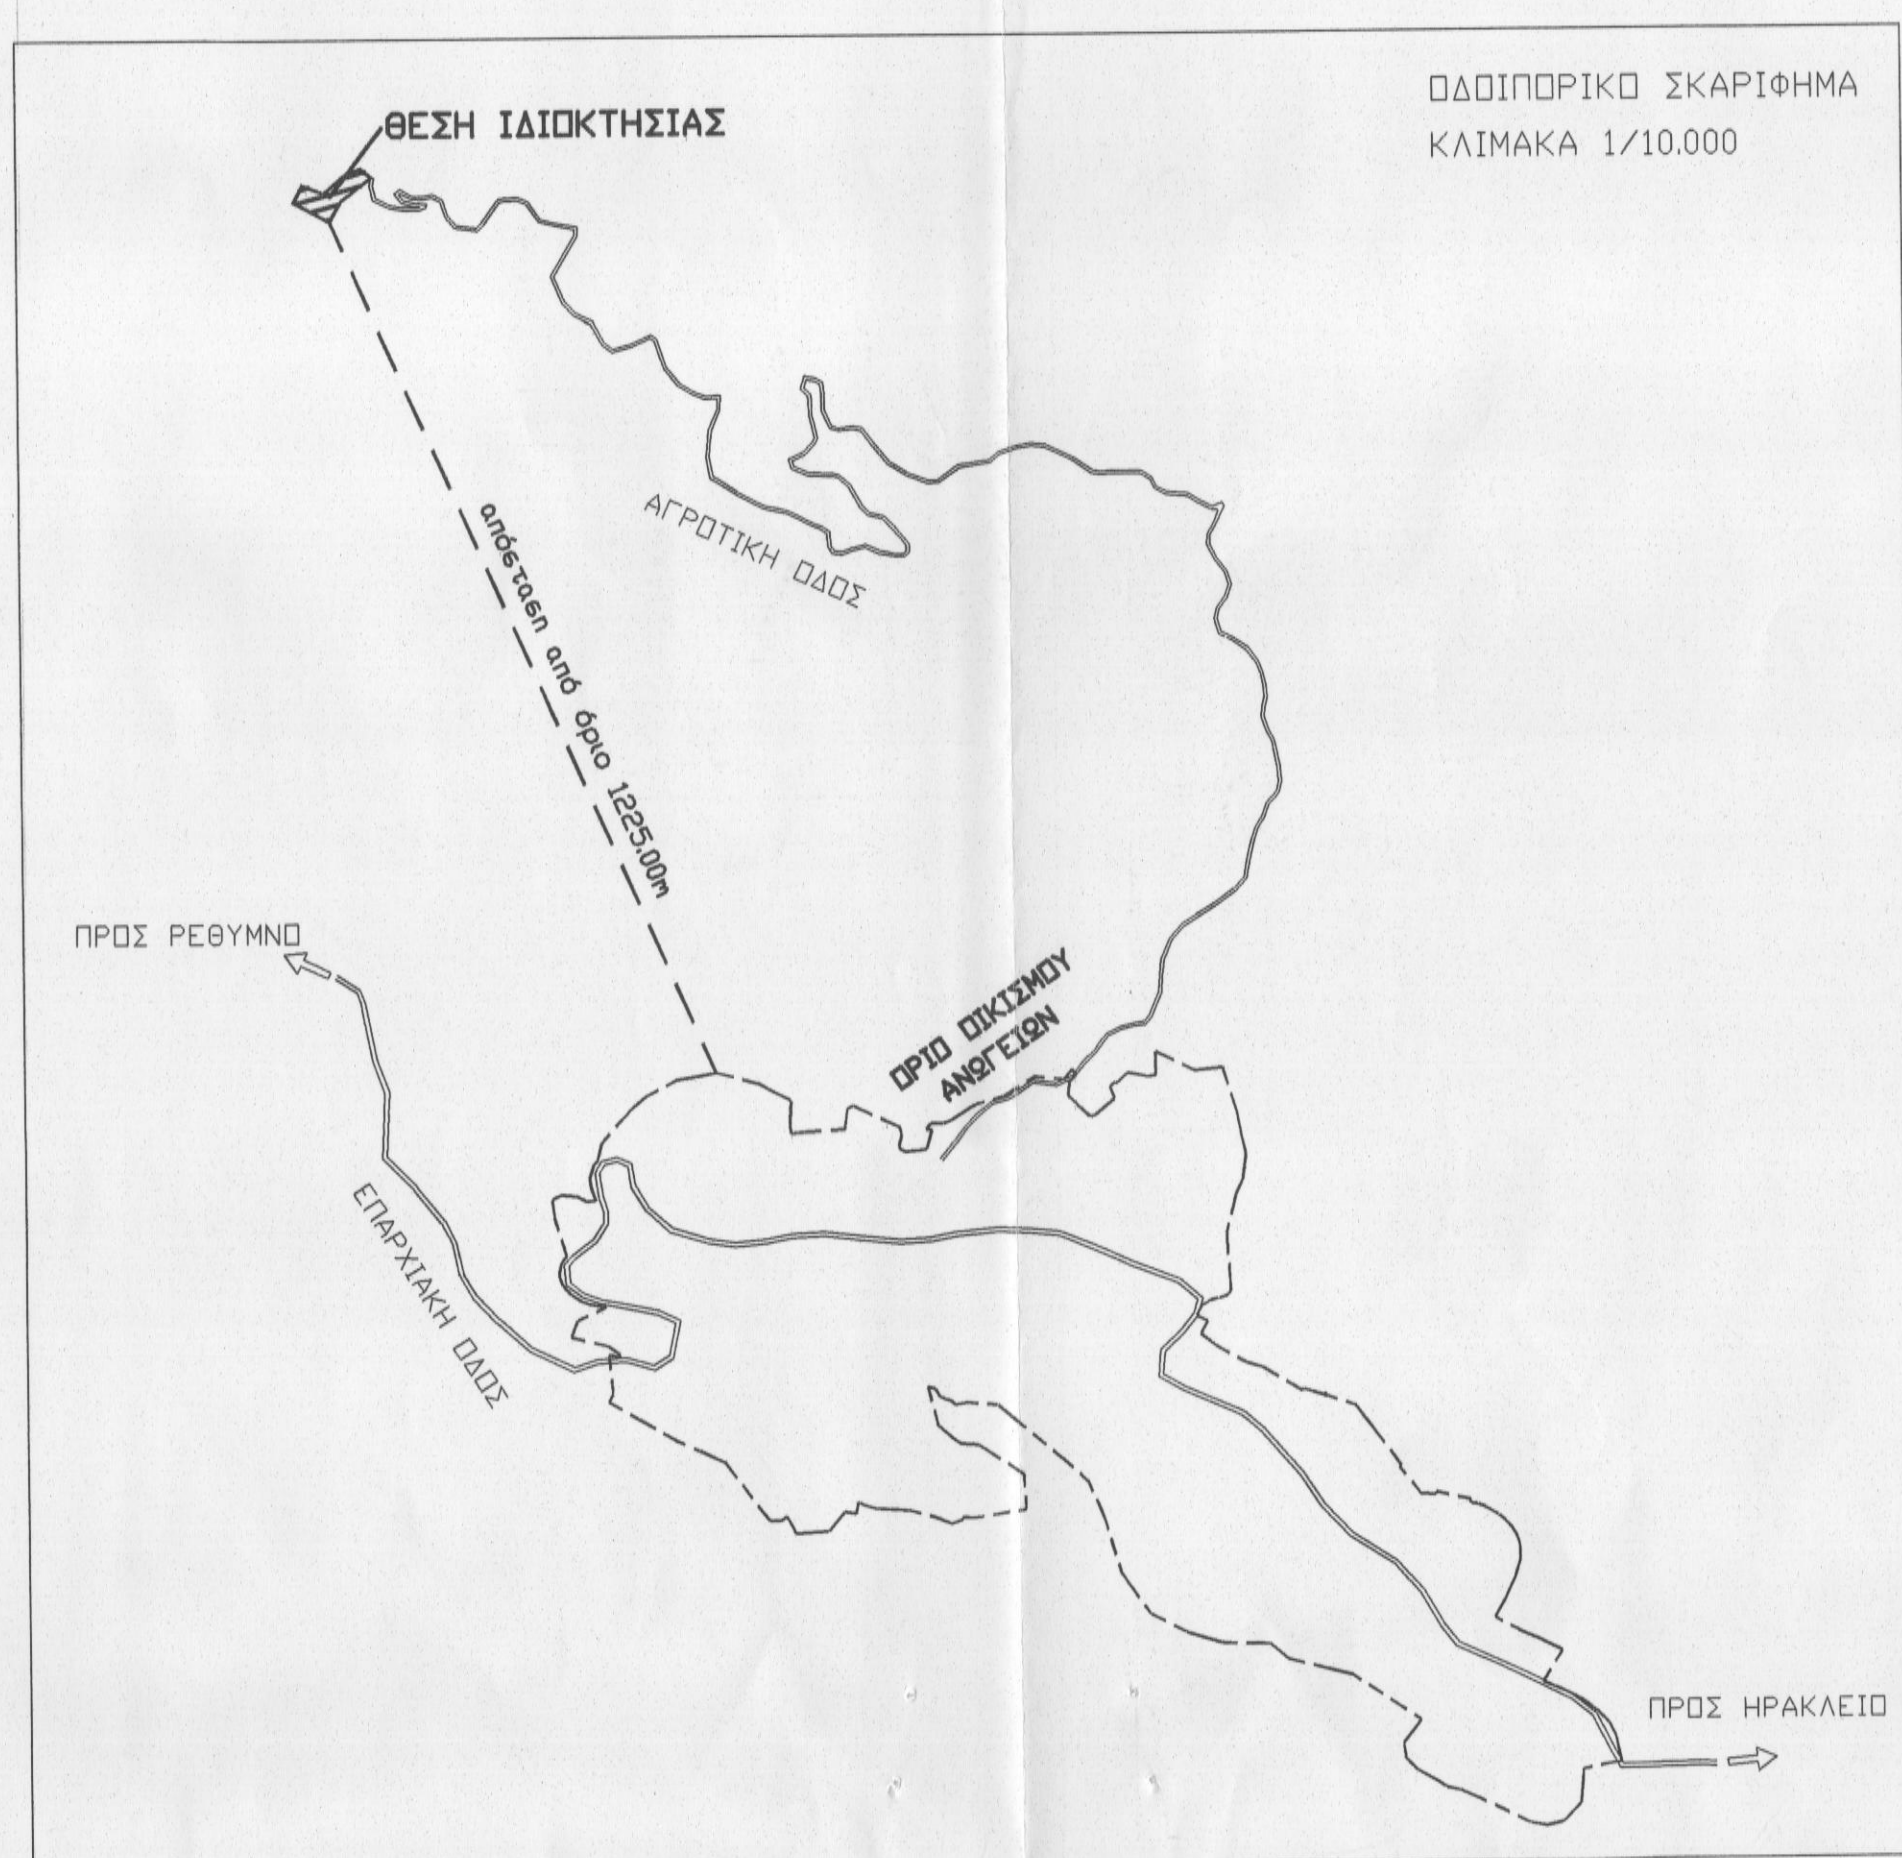 ΟΔΟΙΠΟΡΙΚΟ ΣΚΑΡΙΦΗΜΑ
ΚΛΙΜΑΚΑ 1/10.000
ΘΕΣΗ ΙΔΙΟΚΤΗΣΙΑΣ
ΑΓΡΟΤΙΚΗ ΟΔΟΣ
απόσταση από όριο 1225.00m
ΠΡΟΣ ΡΕΘΥΜΝΟ
ΟΡΙΟ ΟΙΚΙΣΜΟΥ
ΑΝΩΓΕΙΩΝ
ΕΠΑΡΧΙΑΚΗ ΟΔΟΣ
ΠΡΟΣ ΗΡΑΚΛΕΙΟ